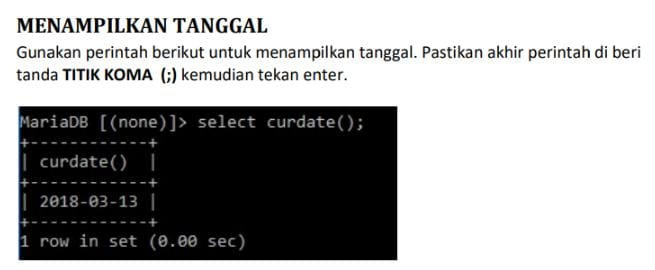 MENAMPILKAN TANGGAL
Gunakan perintah berikut untuk menampilkan tanggal. Pastikan akhir perintah di beri
tanda TITIK KOMA (;) kemudian tekan enter.
MariaDB [(none)]> select curdate();
+------------+
| curdate()  |
+------------+
| 2018-03-13 |
+------------+
1 row in set (0.00 sec)